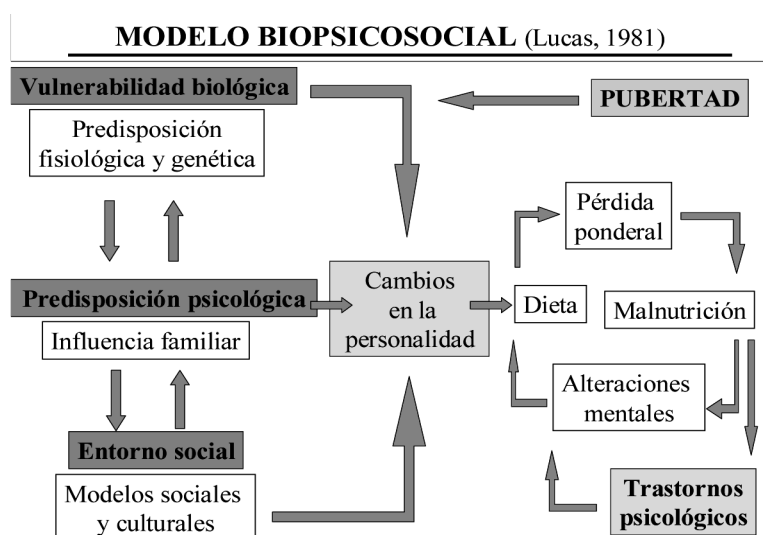 MODELO BIOPSICOSOCIAL (Lucas, 1981)
Vulnerabilidad biológica
Predisposición
fisiológica y genética
PUBERTAD
Predisposición psicológica
Influencia familiar
Cambios
en la
personalidad
Dieta
Pérdida
ponderal
Malnutrición
Alteraciones
mentales
Entorno social
Modelos sociales
y culturales
Trastornos
psicológicos